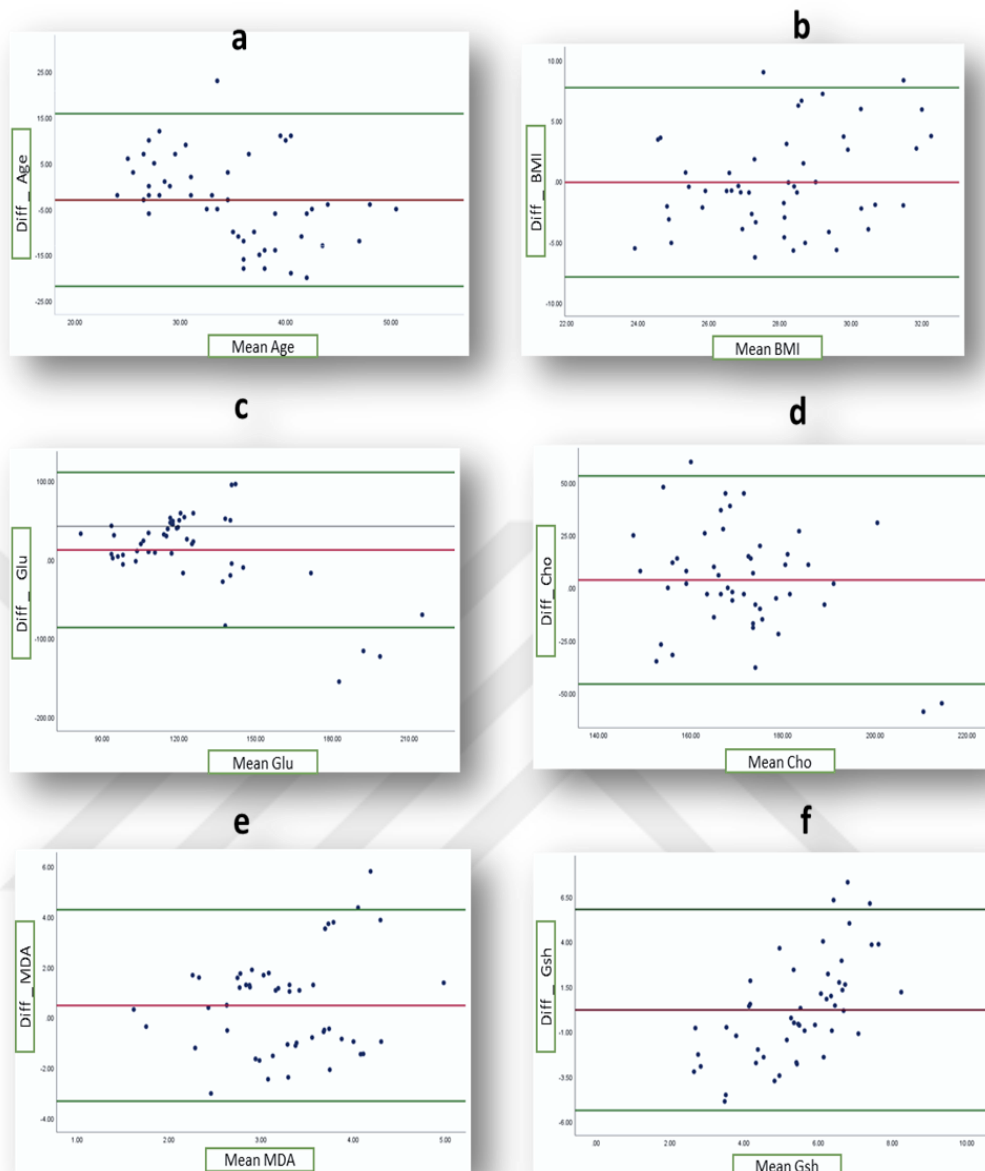 a
25.00
15.00
5.00
-5.00
-15.00
-25.00
Diff_ Age
20.00 30.00 40.00 50.00
Mean Age
b
10.00
5.00
.00
-5.00
-10.00
Diff_BMI
22.00 24.00 26.00 28.00 30.00 32.00
Mean BMI
c
100.00
.00
-100.00
-200.00
Diff_ Glu
90.00 120.00 150.00 180.00 210.00
Mean Glu
d
50.00
25.00
.00
-25.00
-50.00
Diff_Cho
140.00 160.00 180.00 200.00 220.00
Mean Cho
e
6.00
4.00
2.00
.00
-2.00
-4.00
Diff_MDA
1.00 2.00 3.00 4.00 5.00
Mean MDA
f
6.50
4.00
1.50
-1.00
-3.50
-6.00
Diff_Gsh
.00 2.00 4.00 6.00 8.00 10.00
Mean Gsh